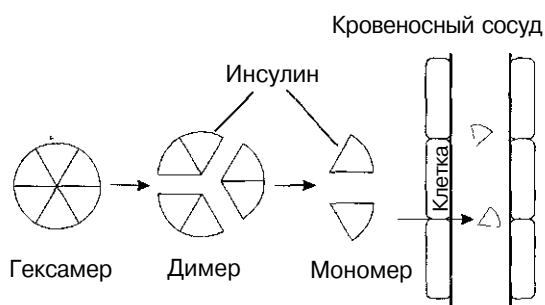 Кровеносный сосуд
Инсулин
Клетка
Гексамер
Димер
Мономер